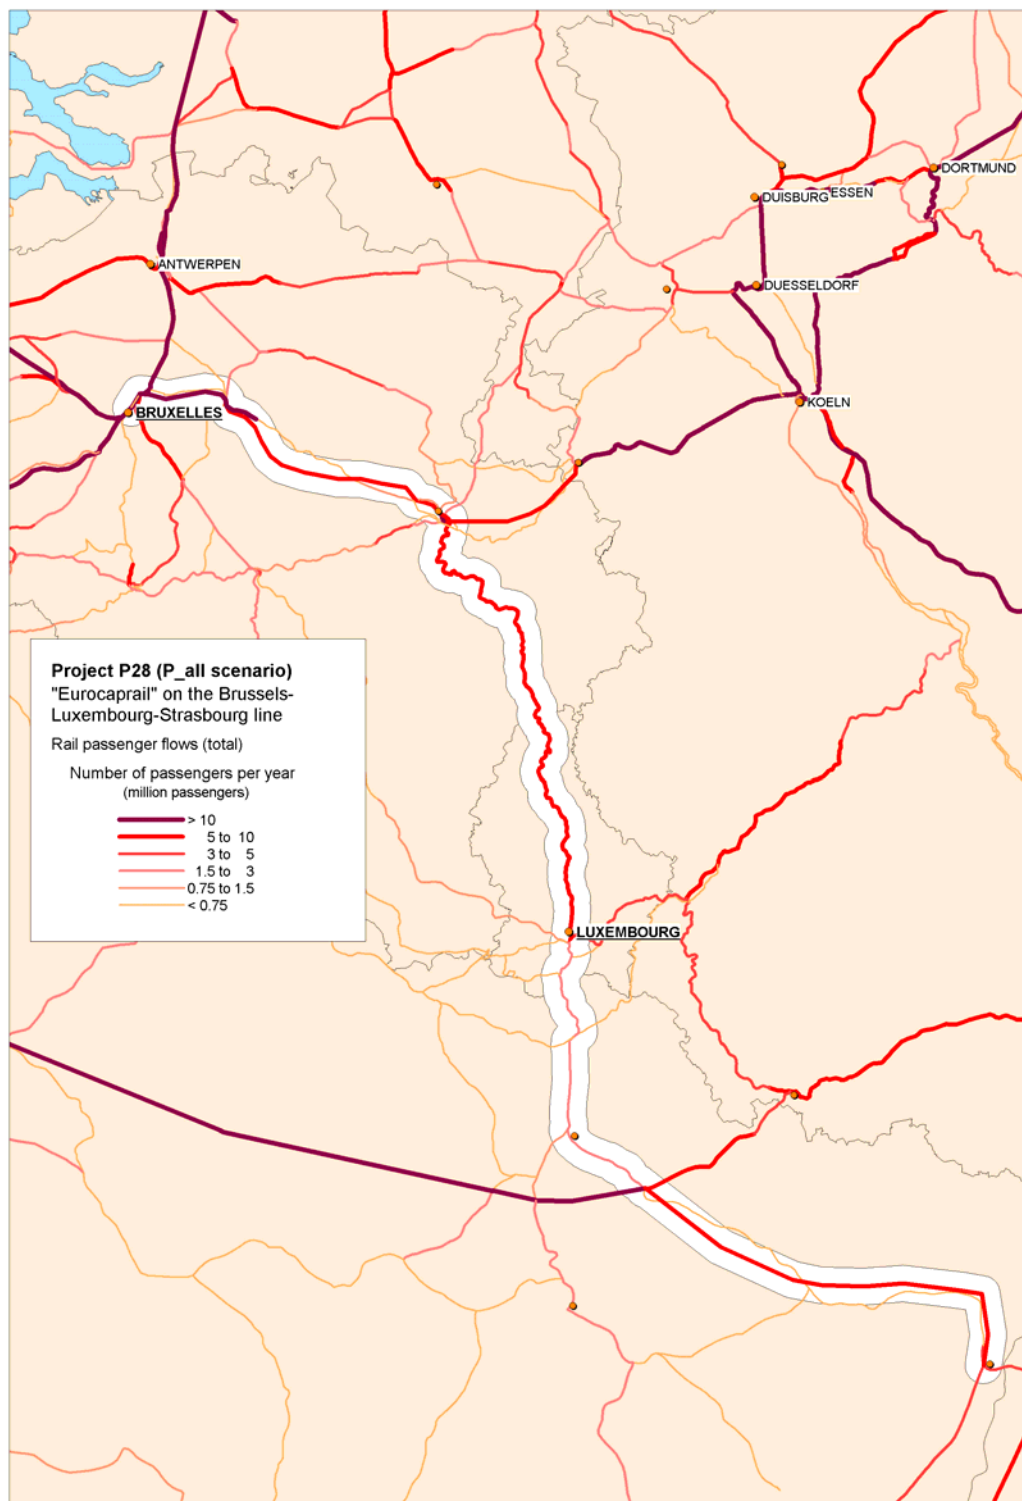 DORTMUND
DUISBURG
ESSEN
ANTWERPEN
DUESSELDORF
KOELN
BRUXELLES
Project P28 (P_all scenario)
"Eurocaprail" on the Brussels-
Luxembourg-Strasbourg line
Rail passenger flows (total)
Number of passengers per year
(million passengers)
> 10
5 to 10
3 to 5
1.5 to 3
0.75 to 1.5
< 0.75
LUXEMBOURG